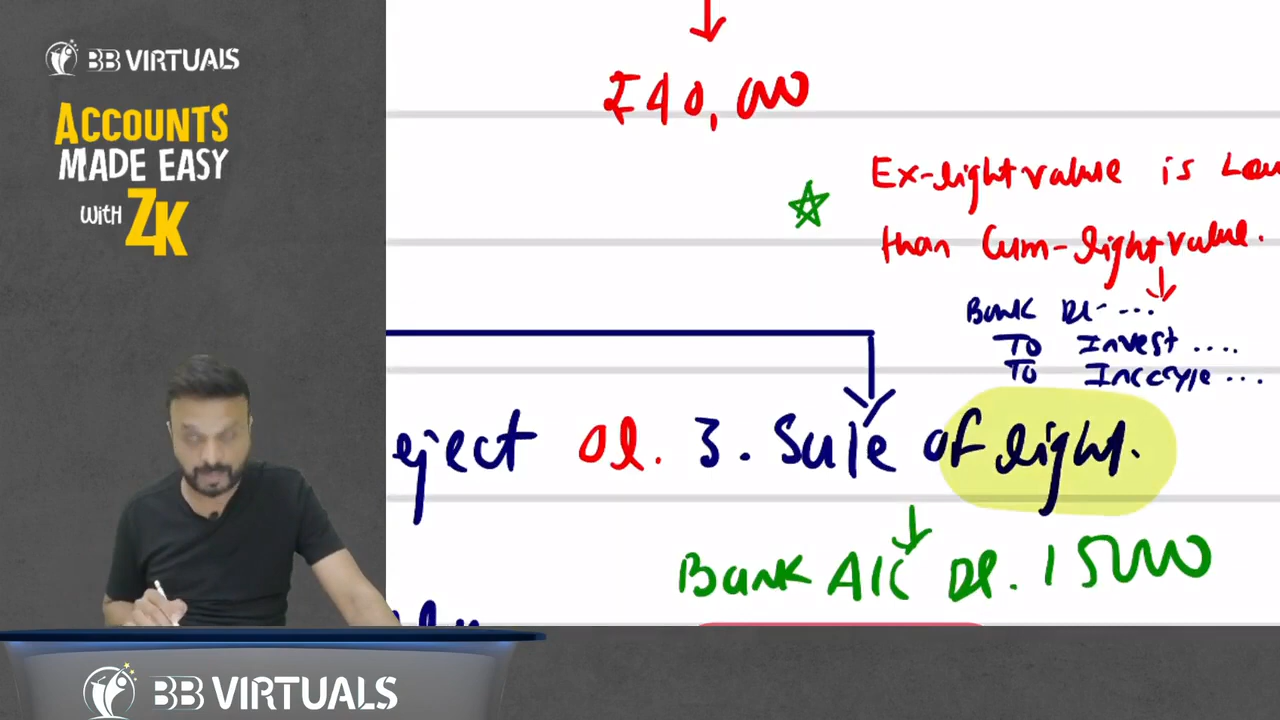 BB VIRTUALS
ACCOUNTS
MADE EASY
WITH ZK
₹40,000
Ex-right value is Low
than Cum-right value.
Bank Dr ...
To Invest ....
To Income ...
eject Or. 3. Sale of right.
Bank A/c Dr. 15000
BB VIRTUALS